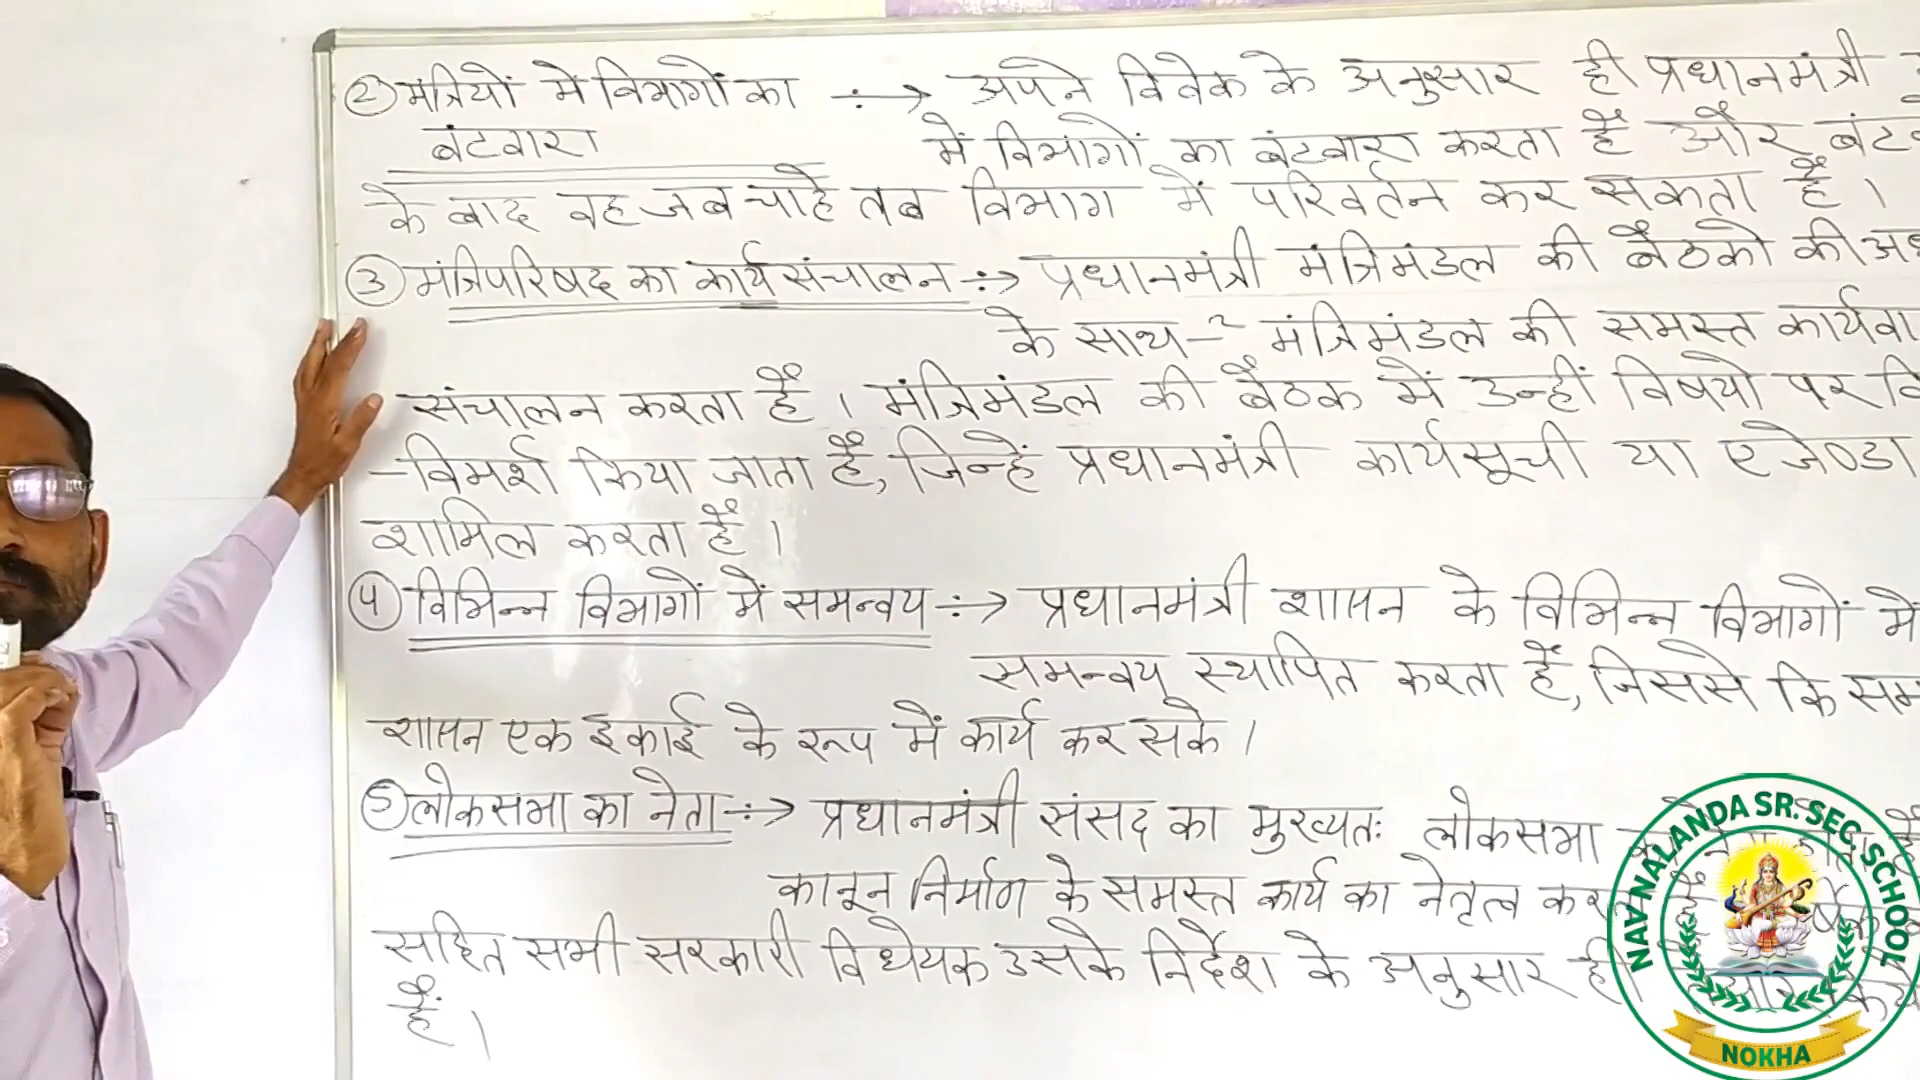 ② मंत्रियों में विभागों का ÷→ अपने विवेक के अनुसार ही प्रधानमंत्री
बंटवारा में विभागों का बंटवारा करता है और बंट
के बाद वह जब चाहे तब विभाग में परिवर्तन कर सकता है।
③ मंत्रिपरिषद का कार्य संचालन ÷→ प्रधानमंत्री मंत्रिमंडल की बैठको की
के साथ-२ मंत्रिमंडल की समस्त
संचालन करता है। मंत्रिमंडल की बैठक में उन्हीं विषयो पर
-विमर्श किया जाता है, जिन्हें प्रधानमंत्री कार्यसूची या एजेण्डा
शामिल करता है।
④ विभिन्न विभागों में समन्वय ÷→ प्रधानमंत्री शासन के विभिन्न विभागों में
समन्वय स्थापित करता है, जिससे कि सम
शासन एक इकाई के रूप में कार्य कर सके।
⑤ लोकसभा का नेता ÷→ प्रधानमंत्री संसद का मुख्यतः लोकसभा
कानून निर्माण के समस्त कार्य का नेतृत्व कर
सहित सभी सरकारी विधेयक उसके निर्देश के अनुसार ही
हैं।
NAV NALANDA SR. SEC. SCHOOL
NOKHA